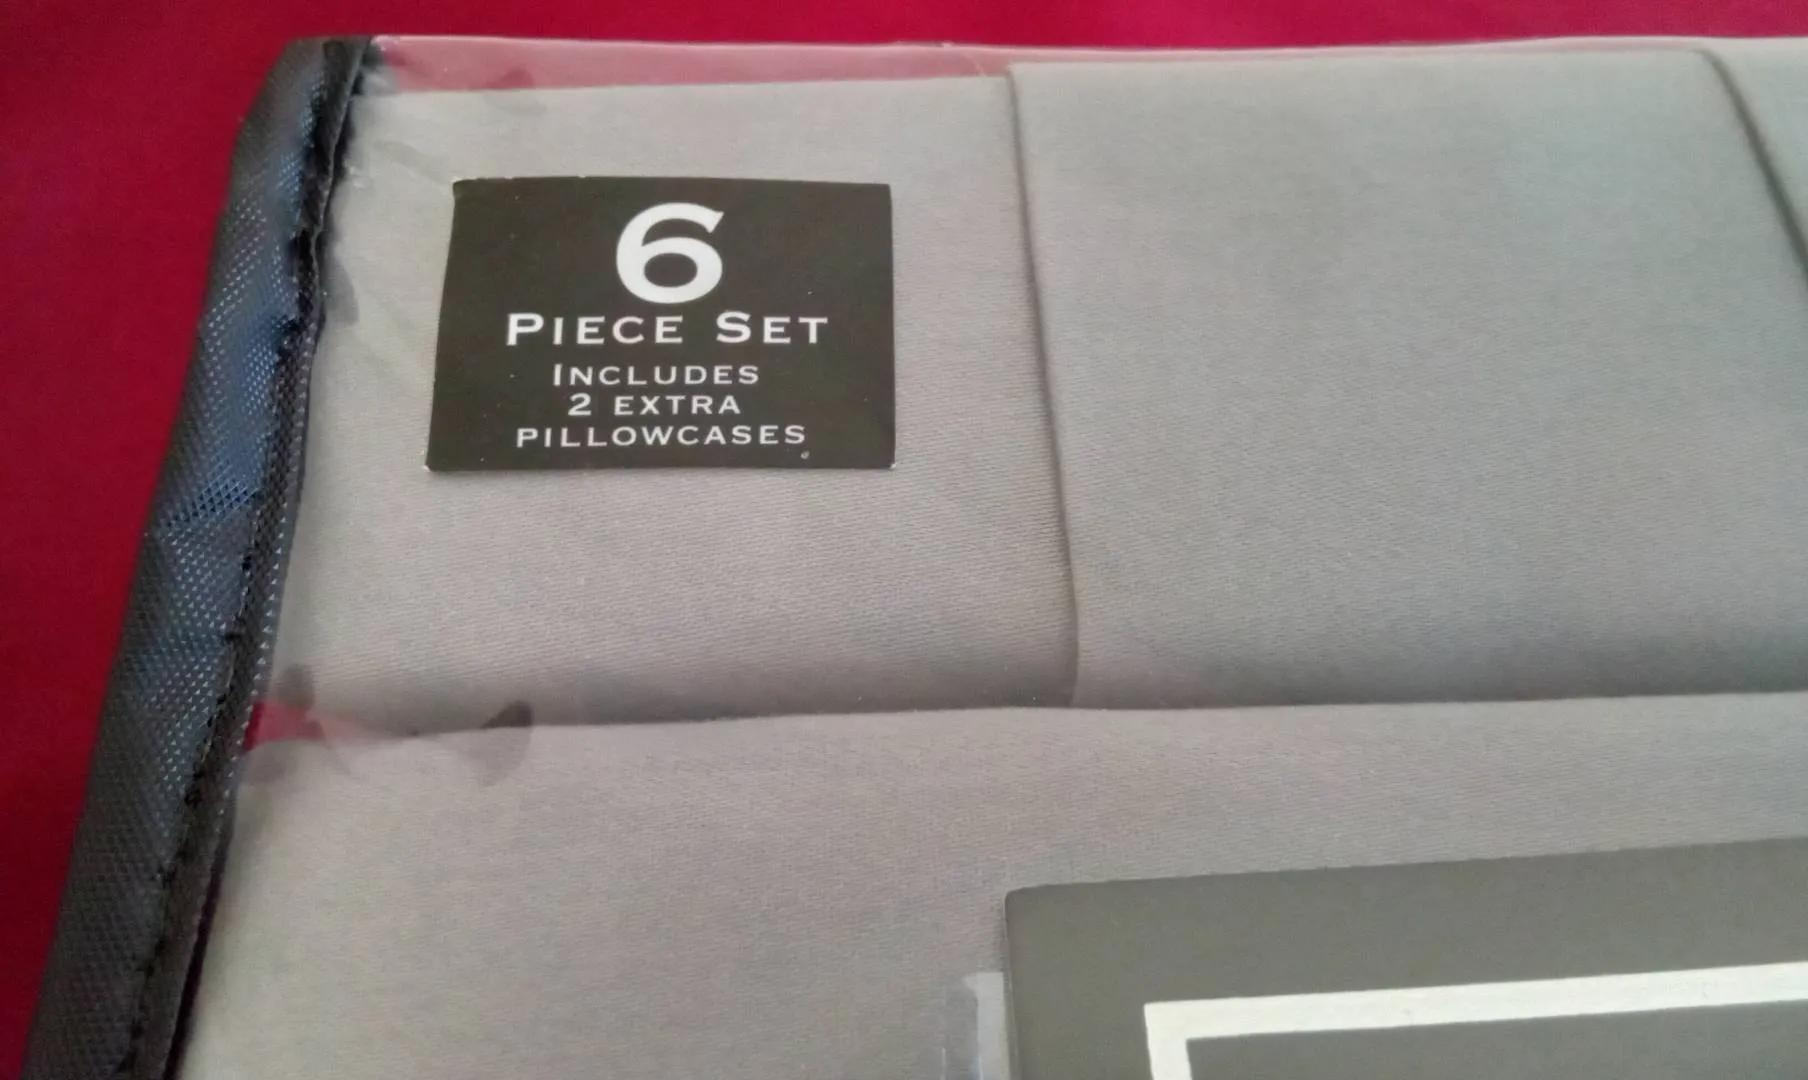 6
PIECE SET
INCLUDES
2 EXTRA
PILLOWCASES